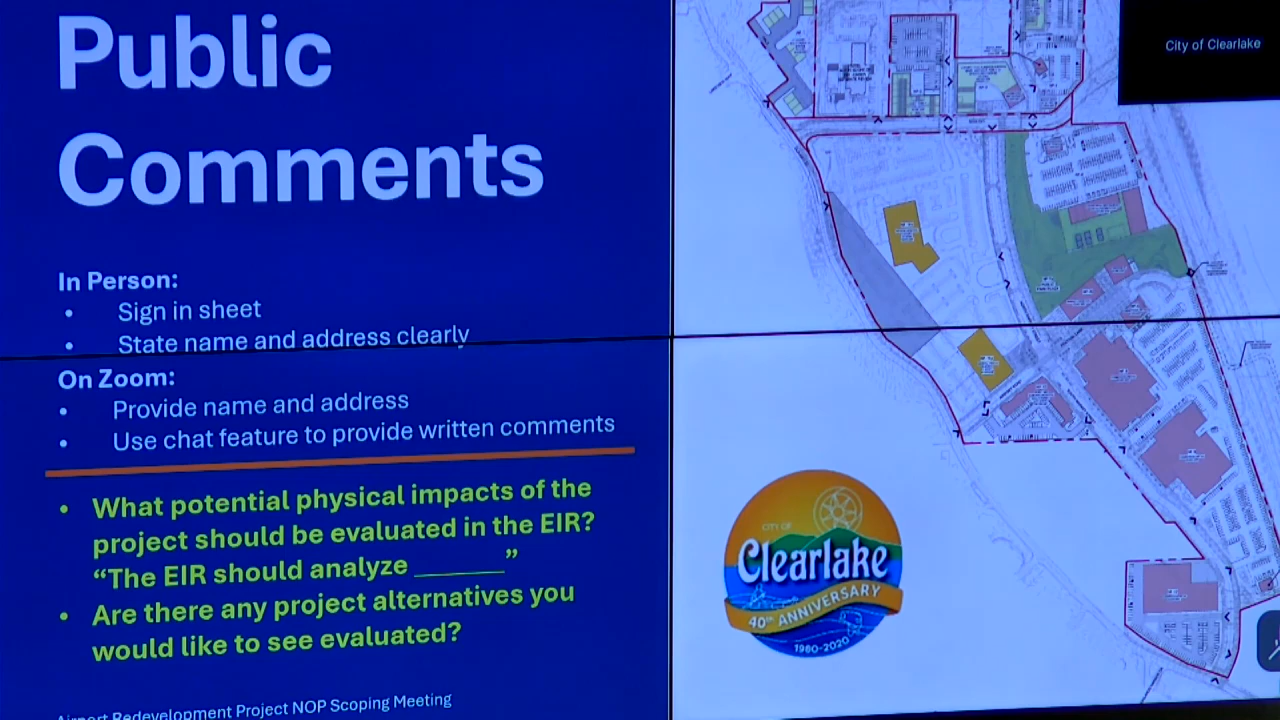 Public
Comments
In Person:
• Sign in sheet
• State name and address clearly
On Zoom:
• Provide name and address
• Use chat feature to provide written comments
• What potential physical impacts of the
project should be evaluated in the EIR?
“The EIR should analyze ______”
• Are there any project alternatives you
would like to see evaluated?
Airport Redevelopment Project NOP Scoping Meeting
City of Clearlake
CITY OF
Clearlake
40th ANNIVERSARY
1980-2020